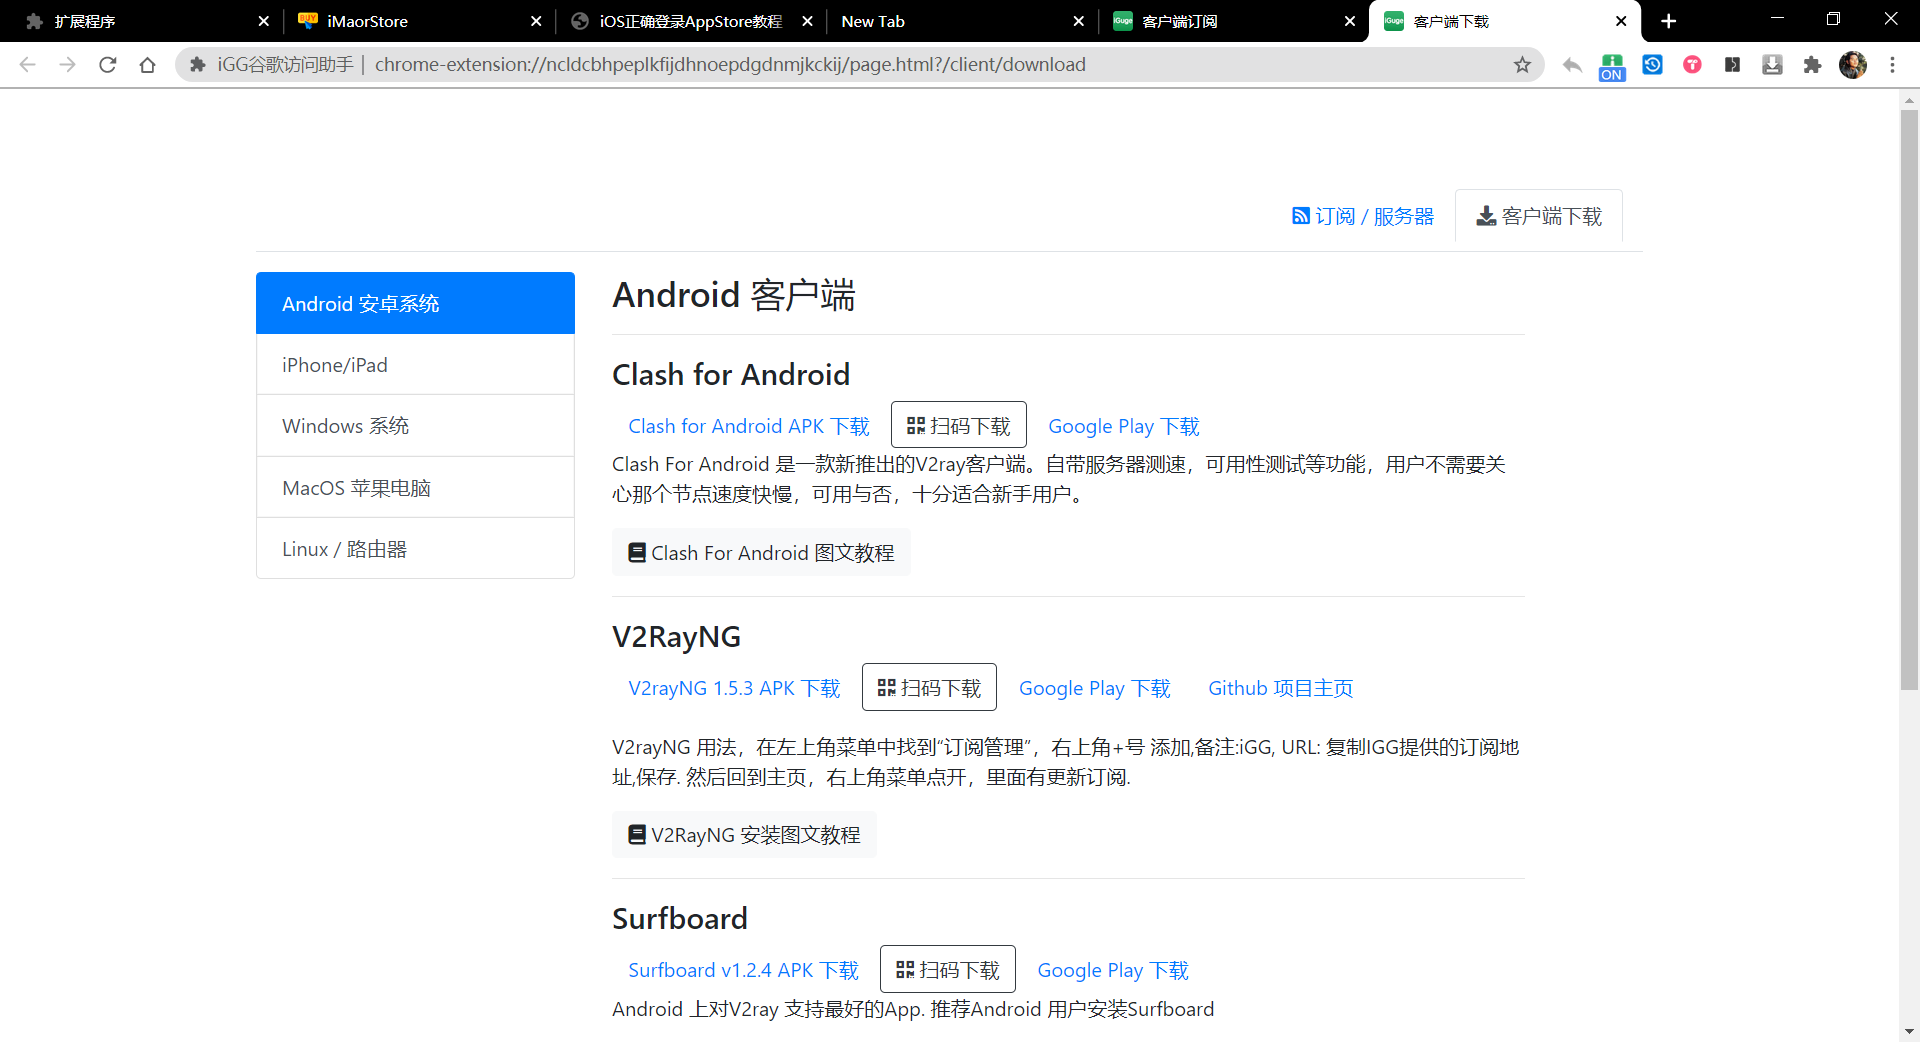 扩展程序
iMaorStore
iOS正确登录AppStore教程
New Tab
iGuge
客户端订阅
iGuge
客户端下载
iGG谷歌访问助手 | chrome-extension://ncldcbhpeplkfijdhnoepdgdnmjkckij/page.html?/client/download
ON
订阅 / 服务器
客户端下载
Android 安卓系统
iPhone/iPad
Windows 系统
MacOS 苹果电脑
Linux / 路由器
Android 客户端
Clash for Android
Clash for Android APK 下载
扫码下载
Google Play 下载
Clash For Android 是一款新推出的V2ray客户端。自带服务器测速，可用性测试等功能，用户不需要关
心那个节点速度快慢，可用与否，十分适合新手用户。
Clash For Android 图文教程
V2RayNG
V2rayNG 1.5.3 APK 下载
扫码下载
Google Play 下载
Github 项目主页
V2rayNG 用法，在左上角菜单中找到“订阅管理”，右上角+号 添加,备注:iGG, URL: 复制IGG提供的订阅地
址,保存. 然后回到主页，右上角菜单点开，里面有更新订阅.
V2RayNG 安装图文教程
Surfboard
Surfboard v1.2.4 APK 下载
扫码下载
Google Play 下载
Android 上对V2ray 支持最好的App. 推荐Android 用户安装Surfboard